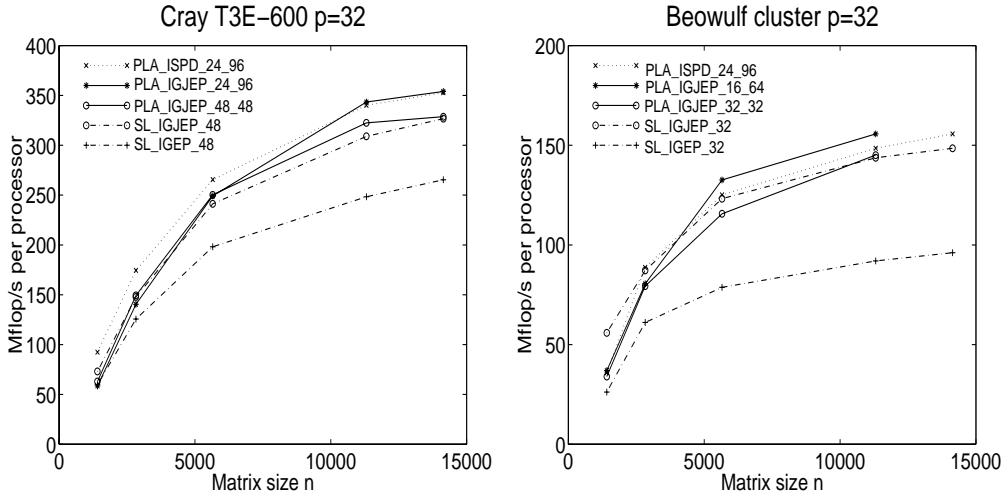 Cray T3E−600 p=32
Mflop/s per processor
400
350
300
250
200
150
100
50
0
PLA_ISPD_24_96
PLA_IGJEP_24_96
PLA_IGJEP_48_48
SL_IGJEP_48
SL_IGEP_48
0
5000
10000
15000
Matrix size n
Beowulf cluster p=32
Mflop/s per processor
200
150
100
50
0
PLA_ISPD_24_96
PLA_IGJEP_16_64
PLA_IGJEP_32_32
SL_IGJEP_32
SL_IGEP_32
0
5000
10000
15000
Matrix size n